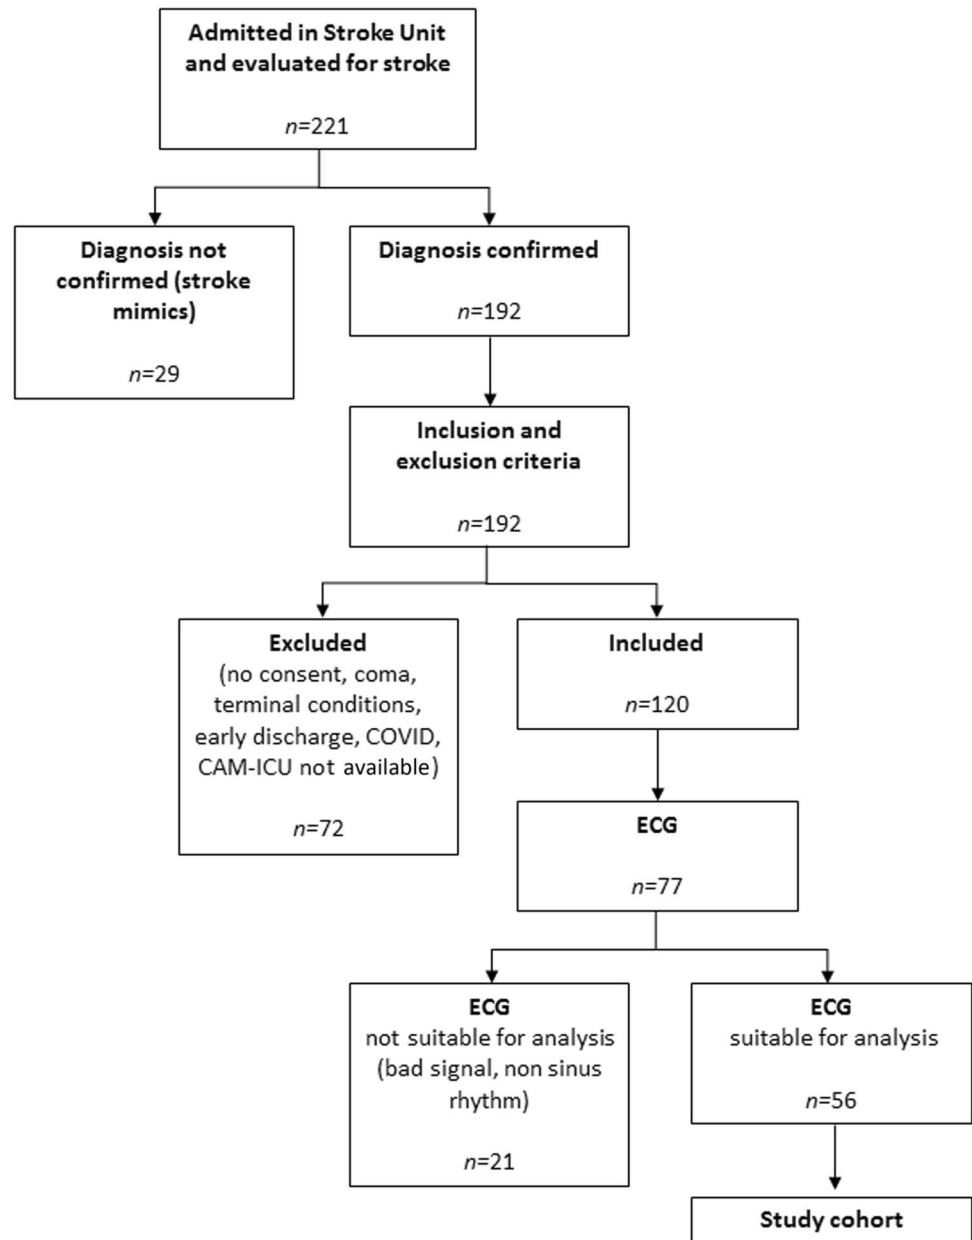 Admitted in Stroke Unit
and evaluated for stroke
n=221
Diagnosis not
confirmed (stroke
mimics)
n=29
Diagnosis confirmed
n=192
Inclusion and
exclusion criteria
n=192
Excluded
(no consent, coma,
terminal conditions,
early discharge, COVID,
CAM-ICU not available)
n=72
Included
n=120
ECG
n=77
ECG
not suitable for analysis
(bad signal, non sinus
rhythm)
n=21
ECG
suitable for analysis
n=56
Study cohort